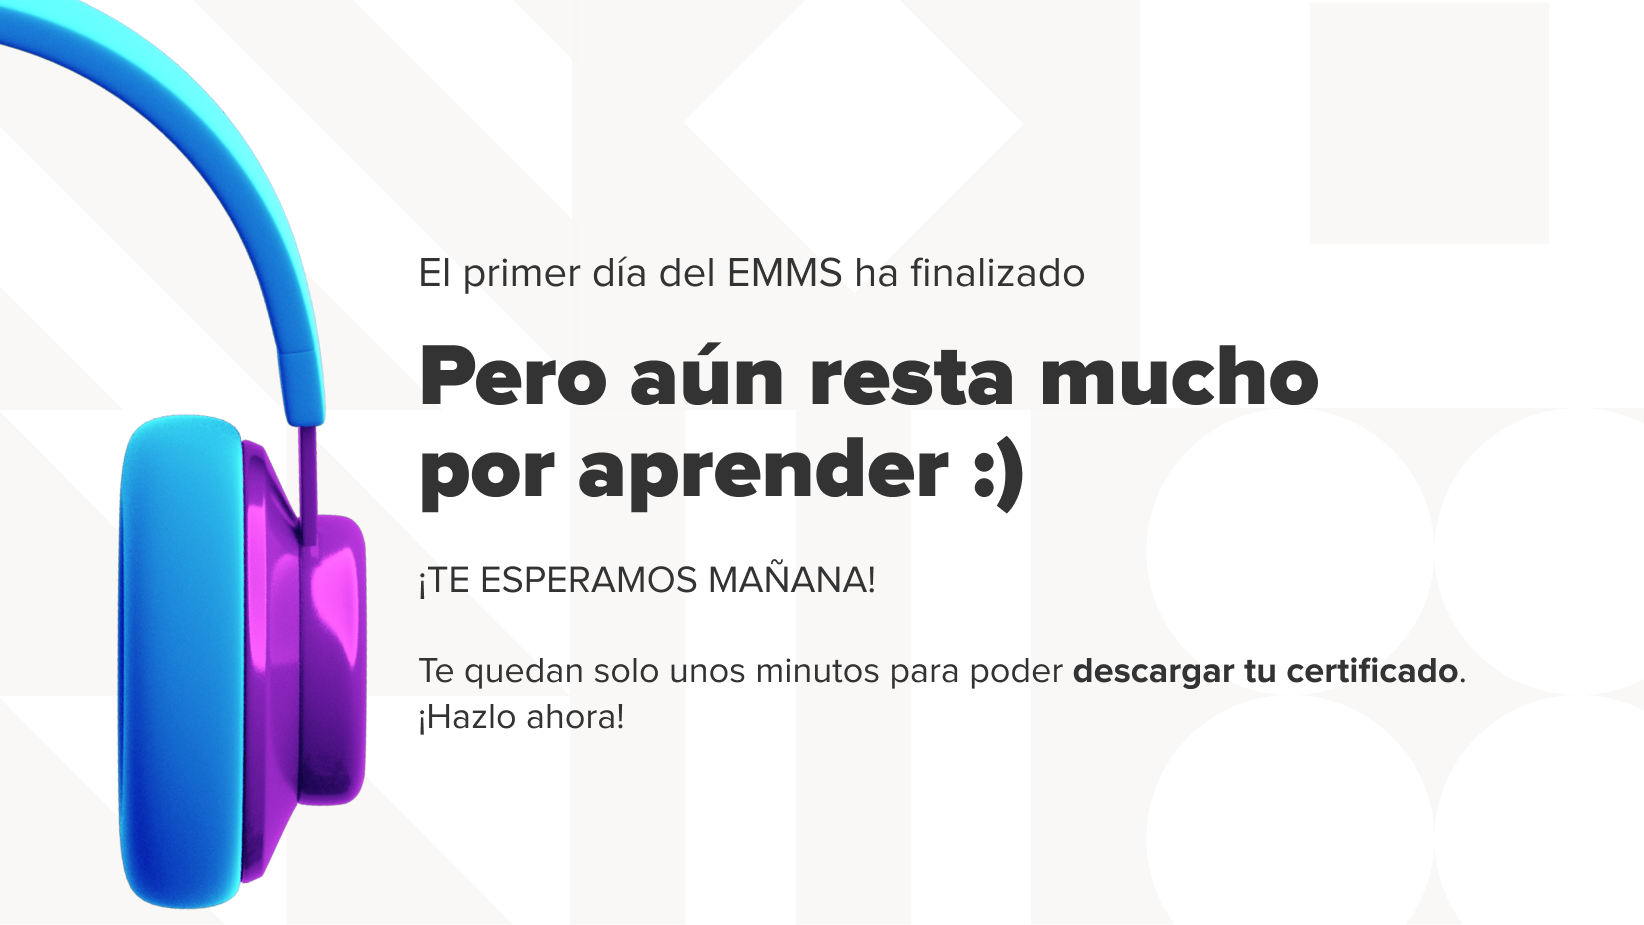 El primer día del EMMS ha finalizado
Pero aún resta mucho
por aprender :)
¡TE ESPERAMOS MAÑANA!
Te quedan solo unos minutos para poder descargar tu certificado.
¡Hazlo ahora!